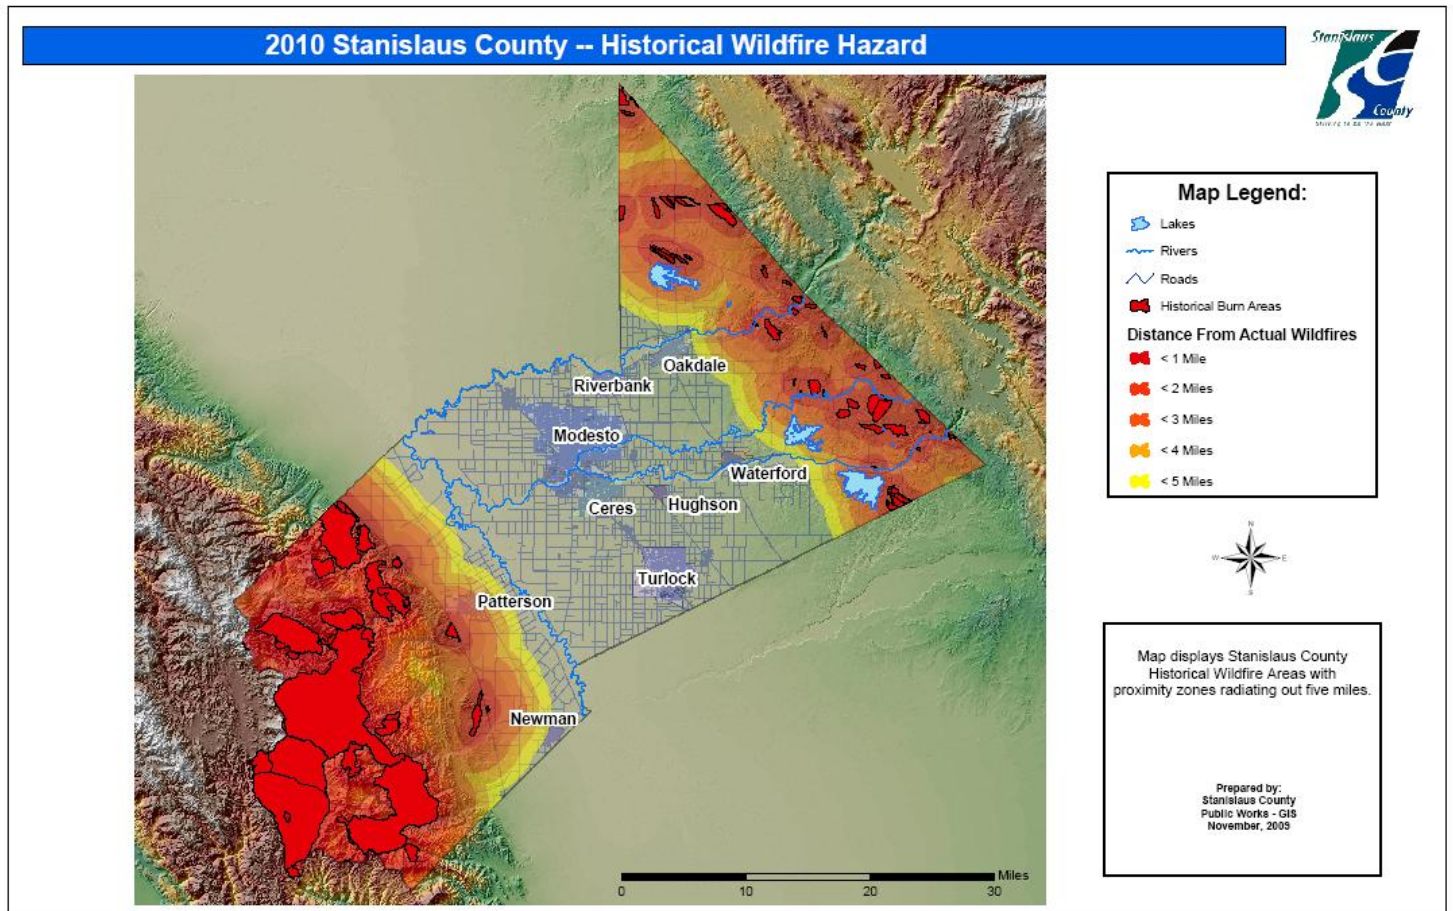 2010 Stanislaus County -- Historical Wildfire Hazard
Stanislaus
County
Map Legend:
Lakes
Rivers
Roads
Historical Burn Areas
Distance From Actual Wildfires
< 1 Mile
< 2 Miles
< 3 Miles
< 4 Miles
< 5 Miles
Oakdale
Riverbank
Modesto
Waterford
Ceres
Hughson
Turlock
Patterson
Newman
N
W
E
S
Map displays Stanislaus County
Historical Wildfire Areas with
proximity zones radiating out five miles.
Prepared by:
Stanislaus County
Public Works - GIS
November, 2009
Miles
0 10 20 30